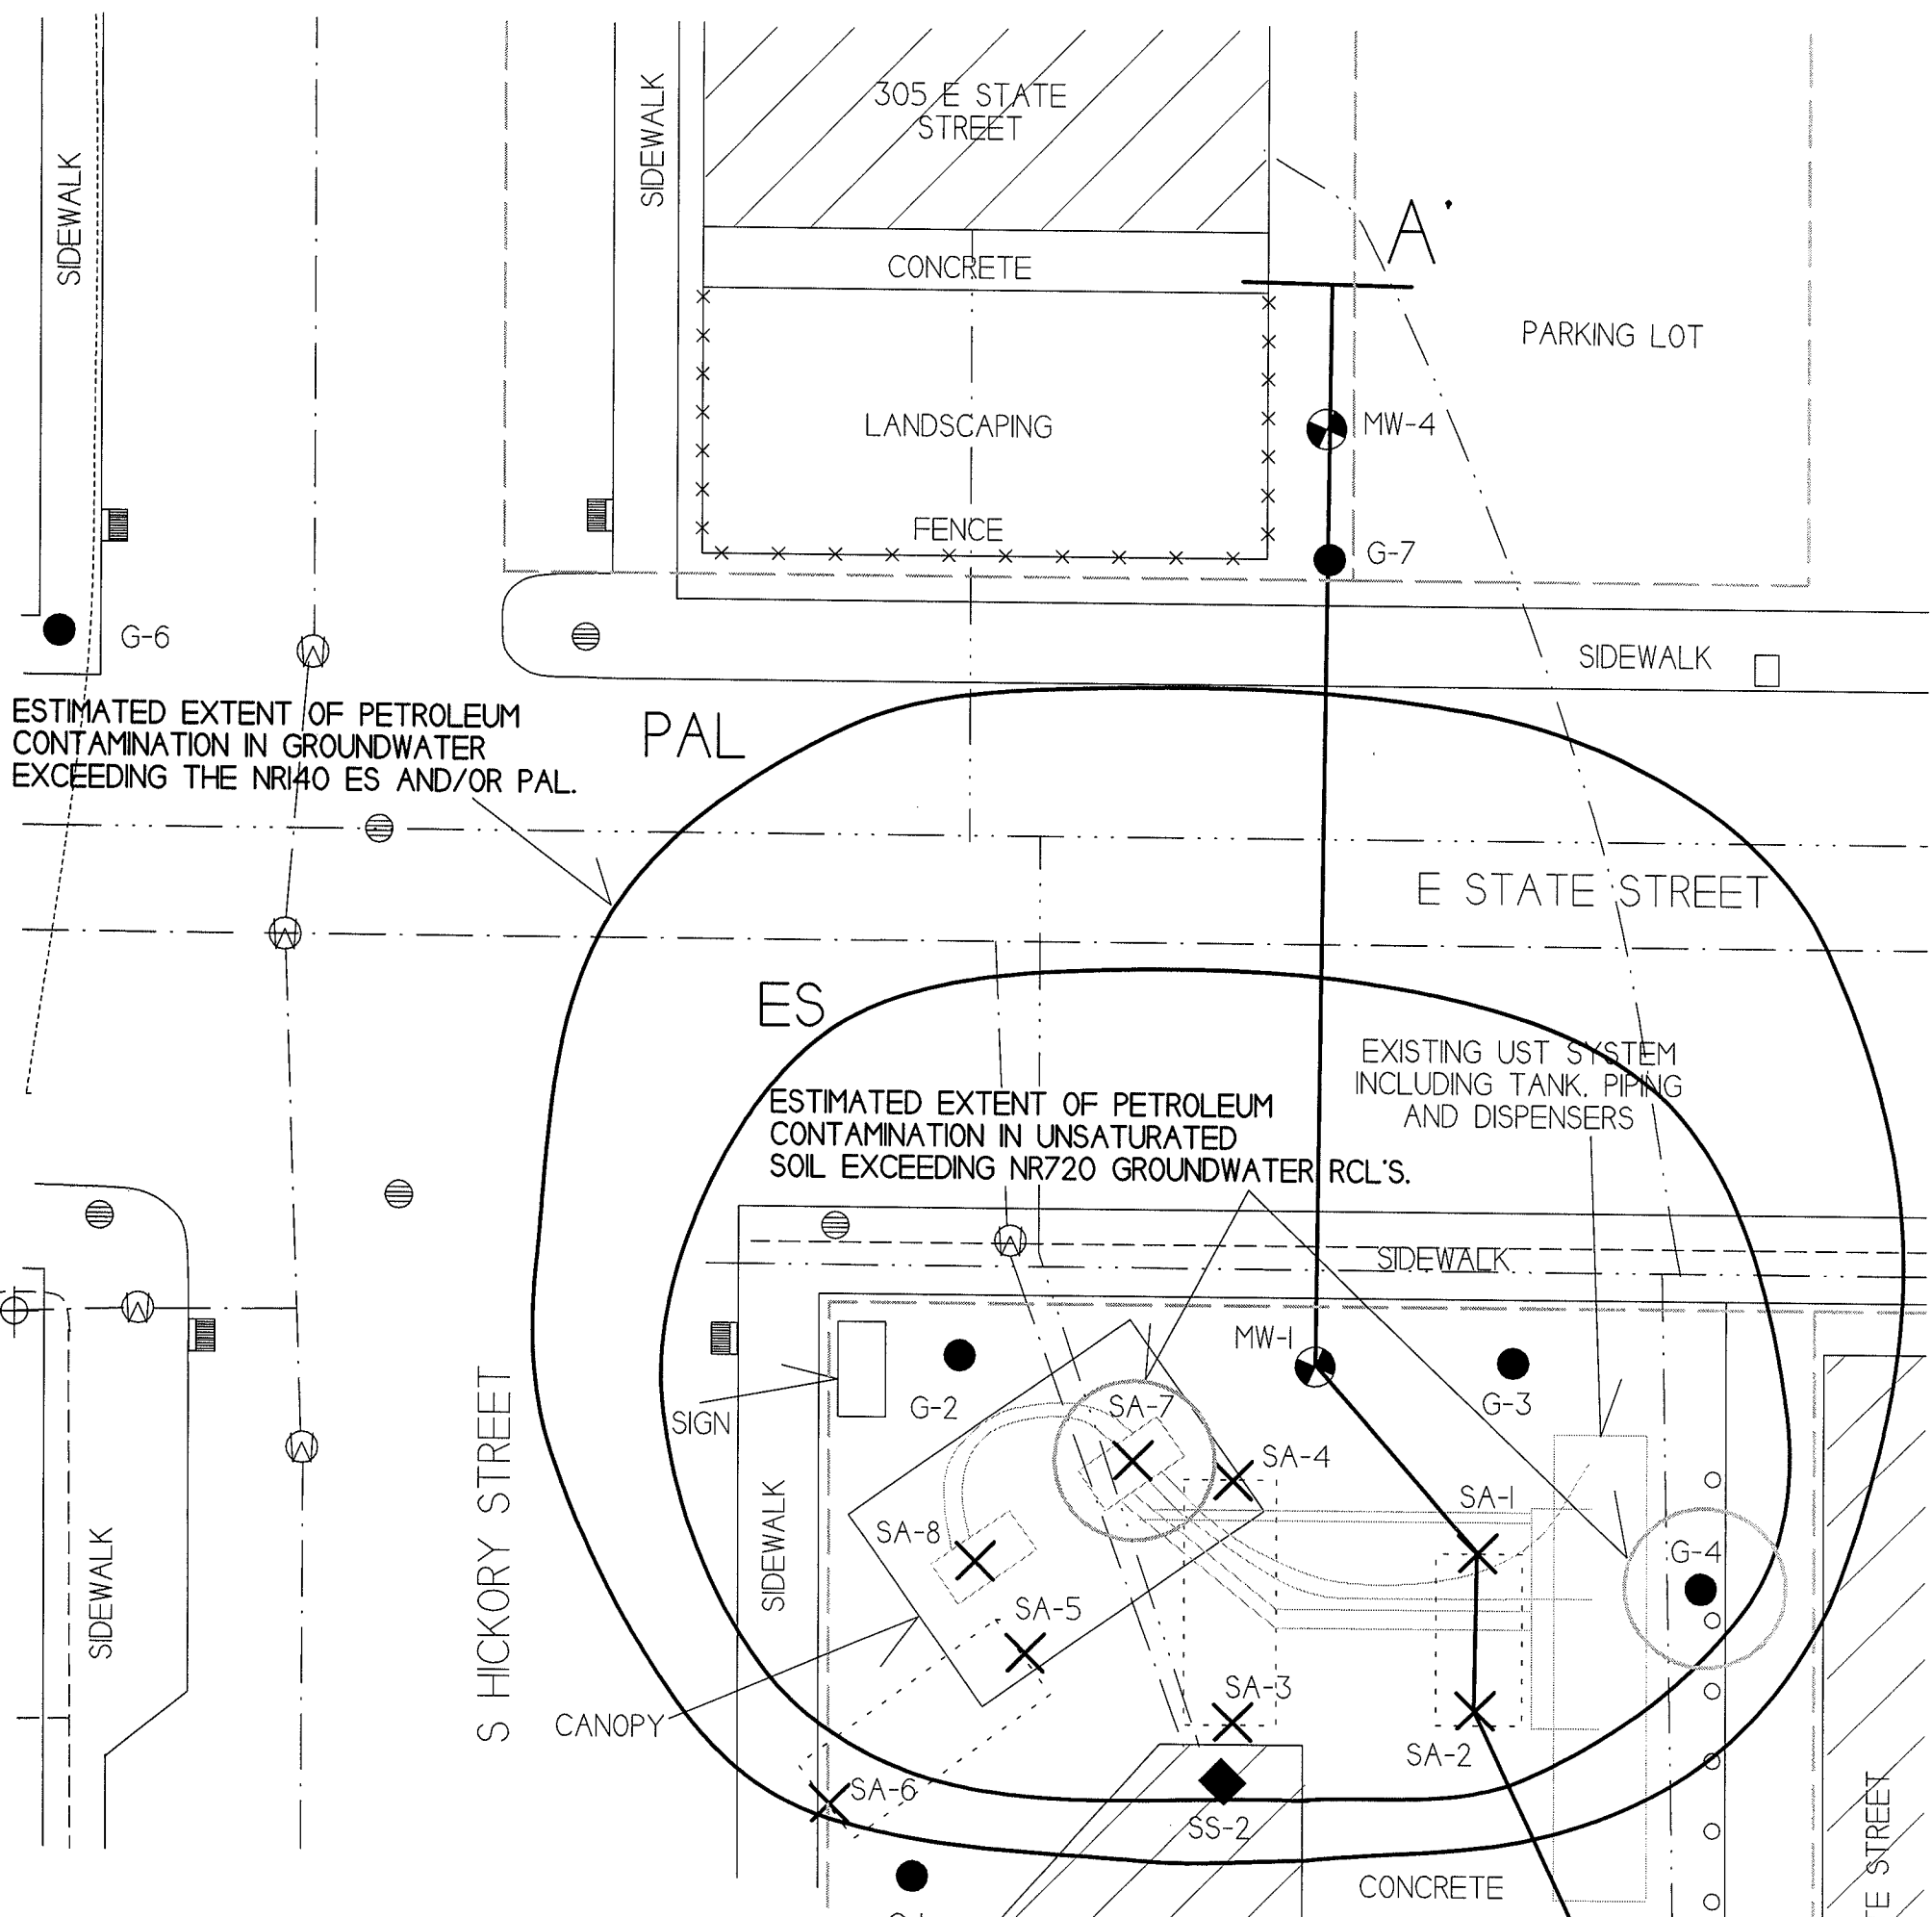 305 E STATE
STREET
SIDEWALK
SIDEWALK
A'
CONCRETE
PARKING LOT
LANDSCAPING
MW-4
FENCE
G-7
G-6
SIDEWALK
ESTIMATED EXTENT OF PETROLEUM
CONTAMINATION IN GROUNDWATER
EXCEEDING THE NR140 ES AND/OR PAL.
PAL
E STATE STREET
ES
EXISTING UST SYSTEM
INCLUDING TANK, PIPING
AND DISPENSERS
ESTIMATED EXTENT OF PETROLEUM
CONTAMINATION IN UNSATURATED
SOIL EXCEEDING NR720 GROUNDWATER RCL'S.
SIDEWALK
MW-1
G-2
SA-7
G-3
SIGN
SA-4
SA-1
S HICKORY STREET
SIDEWALK
SIDEWALK
SA-8
G-4
SA-5
SA-3
CANOPY
SA-2
SA-6
SS-2
CONCRETE
TE STREET